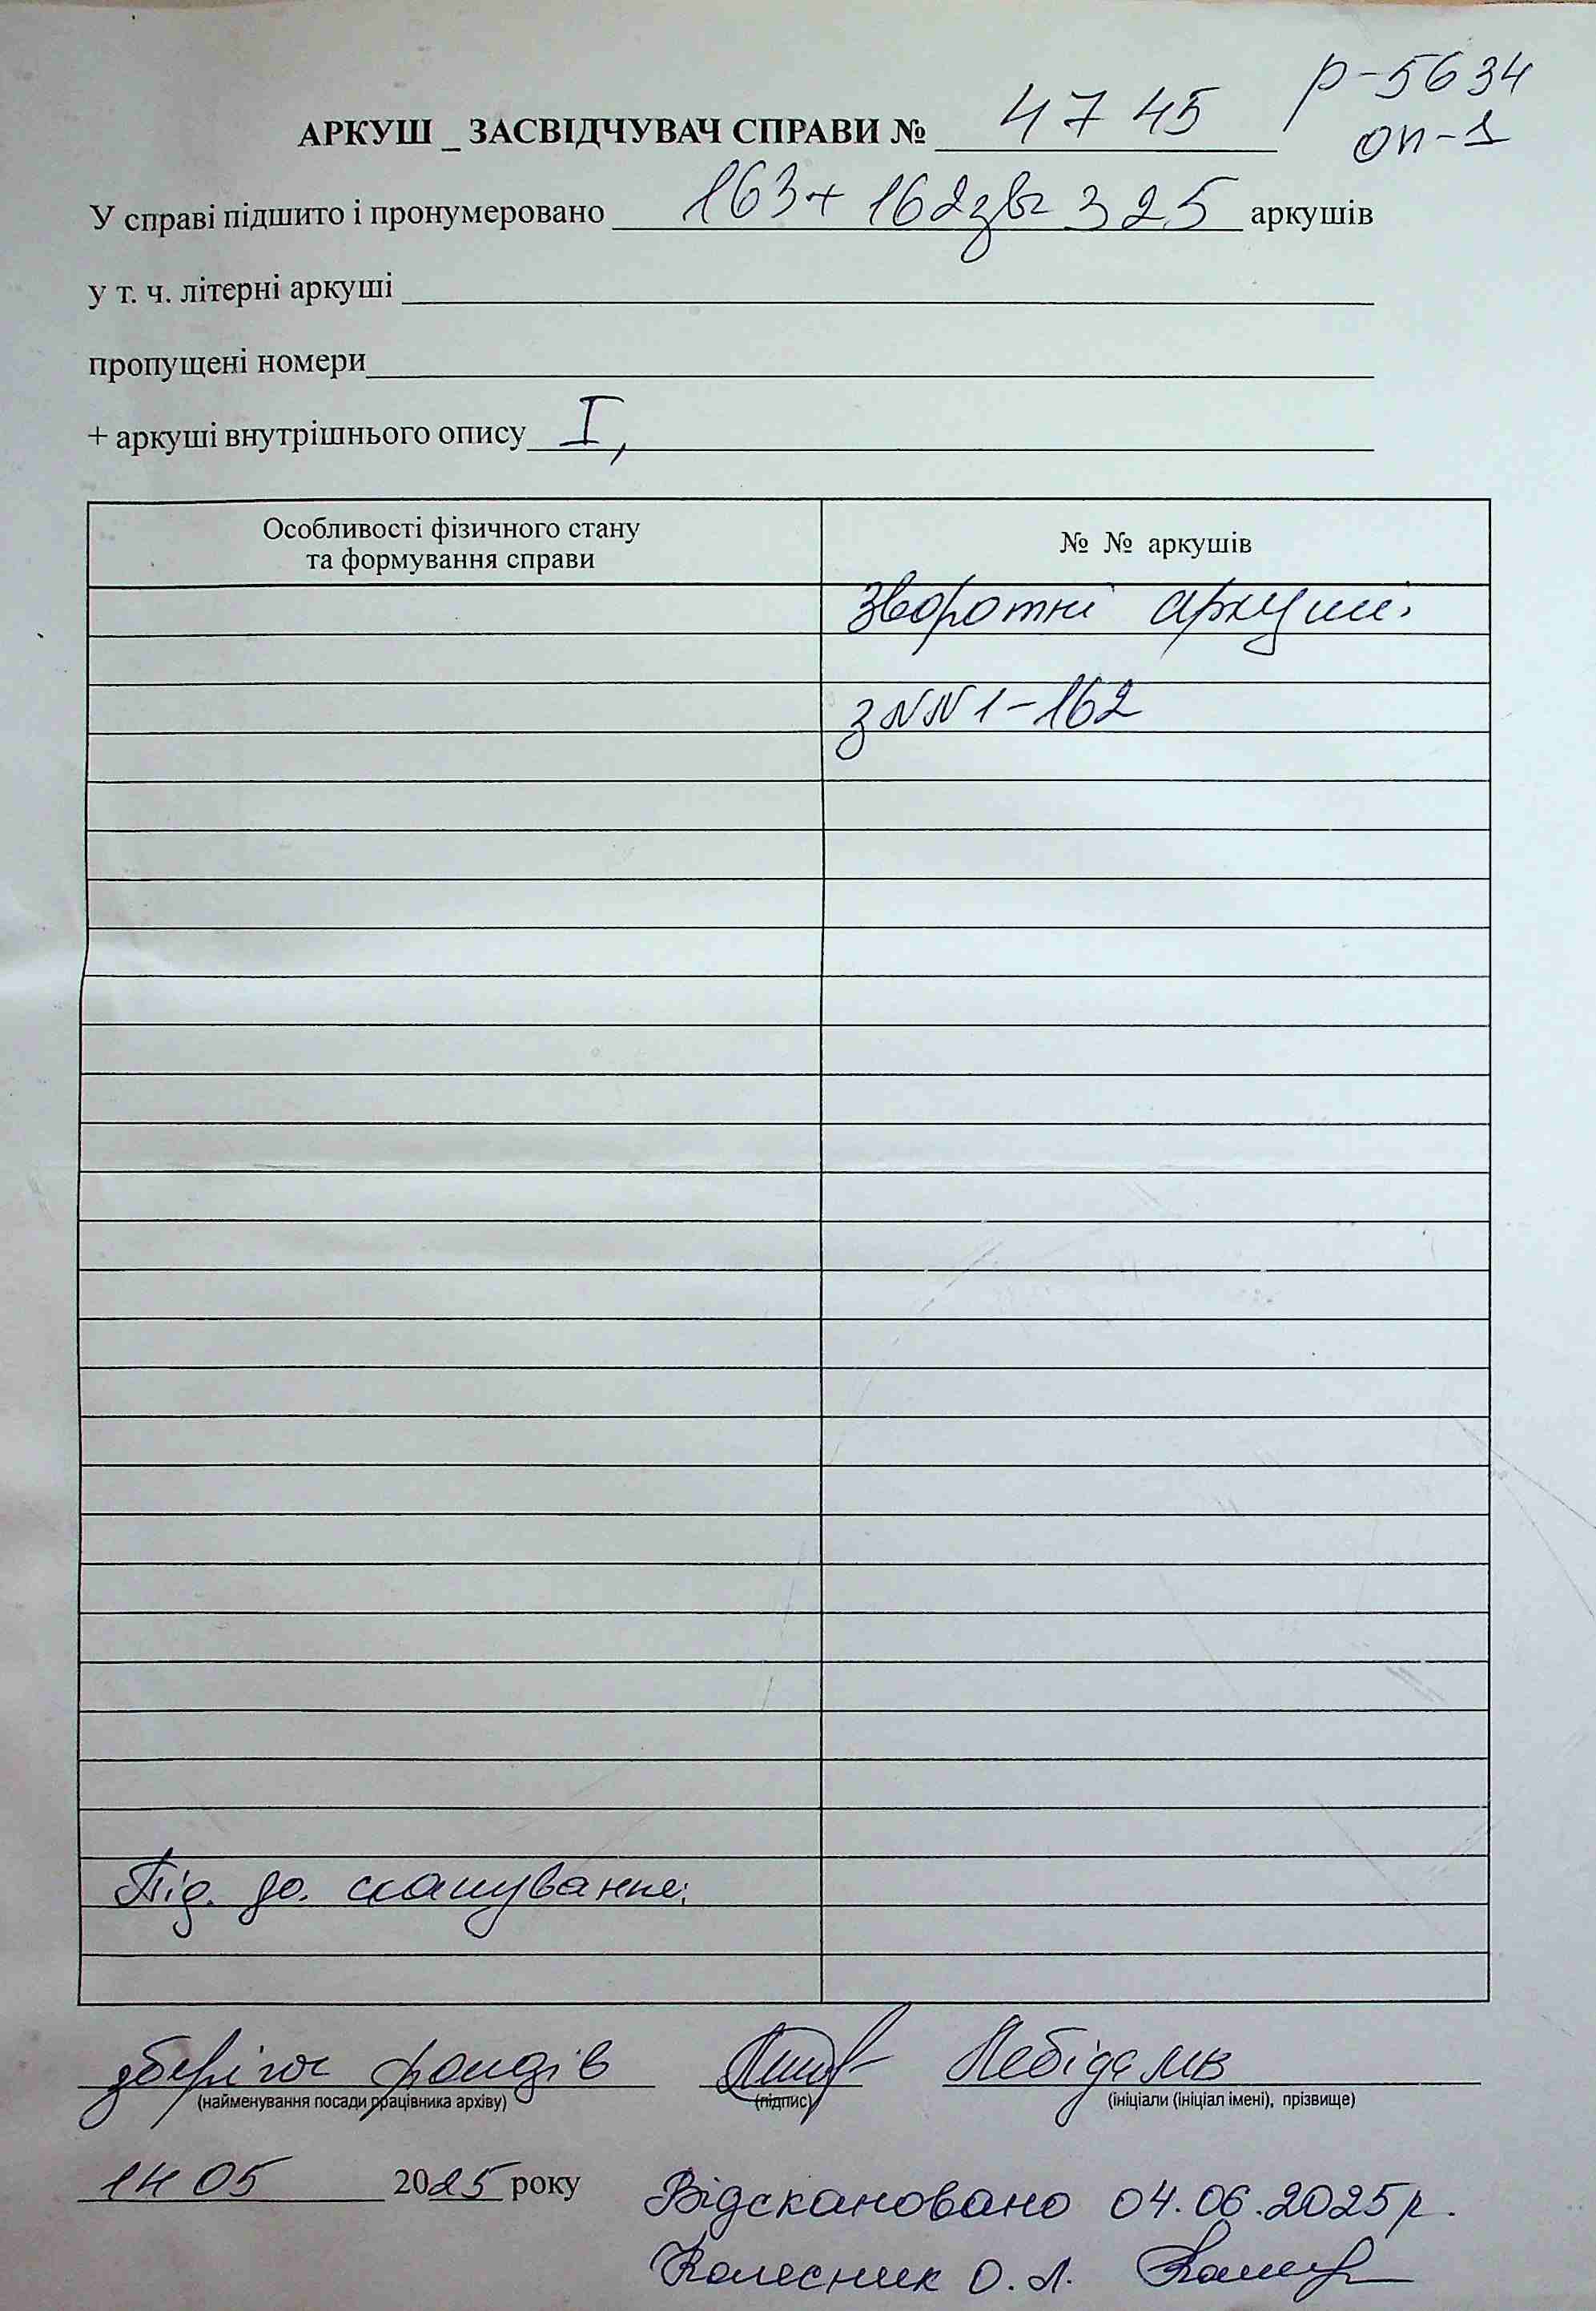 р-5634
АРКУШ _ ЗАСВІДЧУВАЧ СПРАВИ № 4745
оп-1
У справі підшито і пронумеровано 163+162зв= 325 аркушів
у т. ч. літерні аркуші
пропущені номери
+ аркуші внутрішнього опису I,
Особливості фізичного стану
та формування справи
№ № аркушів
Зворотні аркуші.
з NN 1-162
Під. до. сканування;
зберігач фондів
Лебідь МВ
(найменування посади працівника архіву)
(підпис)
(ініціали (ініціал імені), прізвище)
14 05 2025 року
Відскановано 04.06.2025р.
Колесник О. Л.